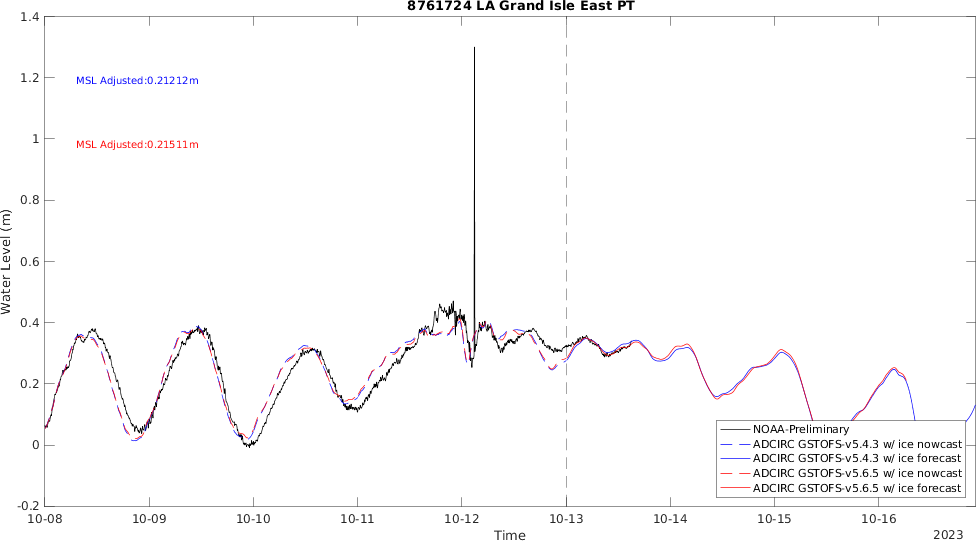 8761724 LA Grand Isle East PT
1.4
1.2
1
0.8
0.6
0.4
0.2
0
-0.2
Water Level (m)
MSL Adjusted:0.21212m
MSL Adjusted:0.21511m
NOAA-Preliminary
ADCIRC GSTOFS-v5.4.3 w/ ice nowcast
ADCIRC GSTOFS-v5.4.3 w/ ice forecast
ADCIRC GSTOFS-v5.6.5 w/ ice nowcast
ADCIRC GSTOFS-v5.6.5 w/ ice forecast
10-08 10-09 10-10 10-11 10-12 10-13 10-14 10-15 10-16
Time
2023